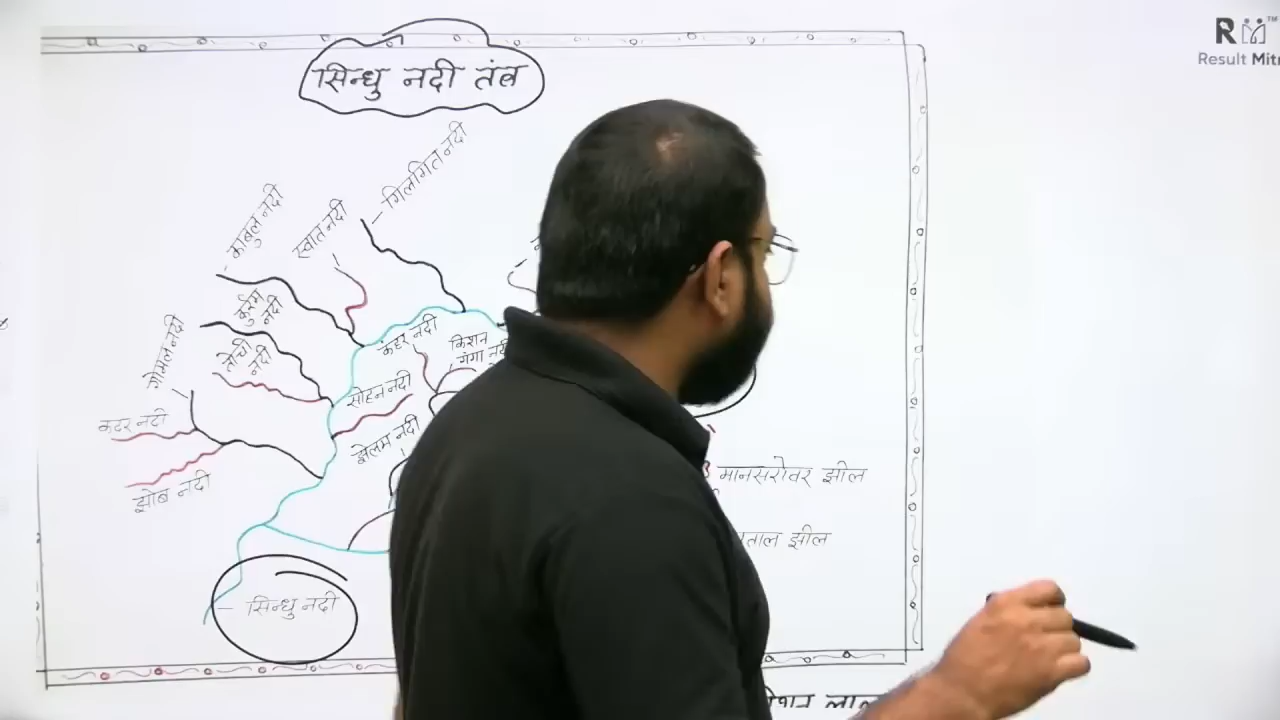 R
Result Mitr
सिन्धु नदी तंत्र
गिलगित नदी
काबुल नदी
स्वात नदी
कुर्रम नदी
गोमल नदी
तोची नदी
कंहर नदी
किशन
गंगा नदी
सोहन नदी
कंदर नदी
झेलम नदी
झोब नदी
मानसरोवर झील
ताल झील
सिन्धु नदी